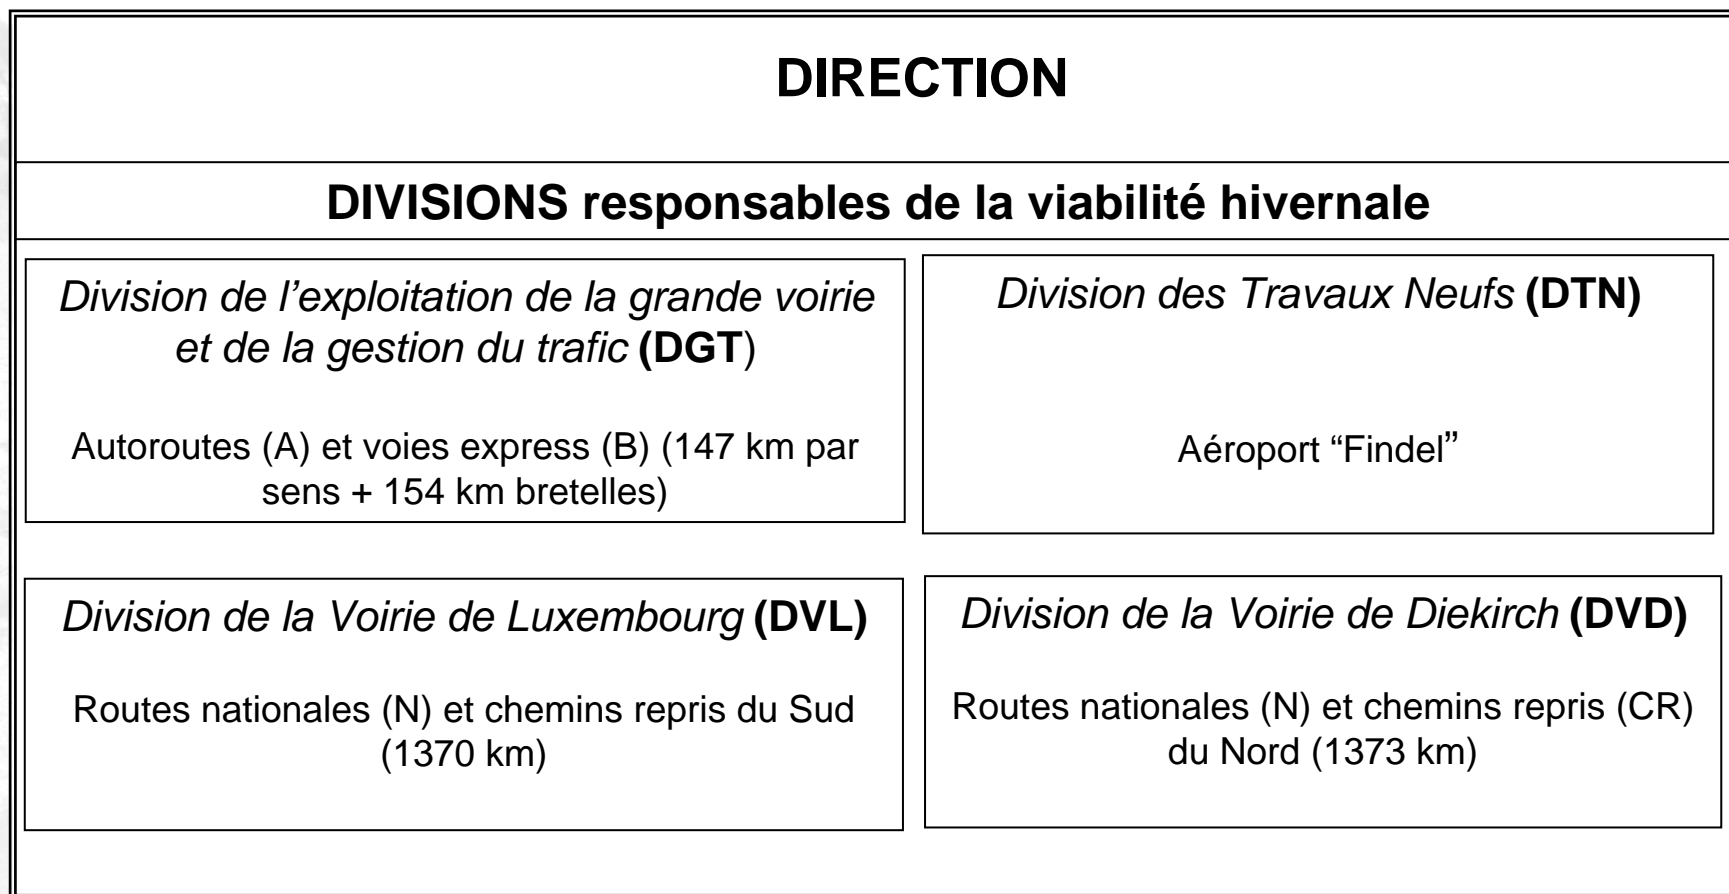 DIRECTION
DIVISIONS responsables de la viabilité hivernale
Division de l’exploitation de la grande voirie
et de la gestion du trafic (DGT)
Autoroutes (A) et voies express (B) (147 km par
sens + 154 km bretelles)
Division des Travaux Neufs (DTN)
Aéroport “Findel”
Division de la Voirie de Luxembourg (DVL)
Routes nationales (N) et chemins repris du Sud
(1370 km)
Division de la Voirie de Diekirch (DVD)
Routes nationales (N) et chemins repris (CR)
du Nord (1373 km)